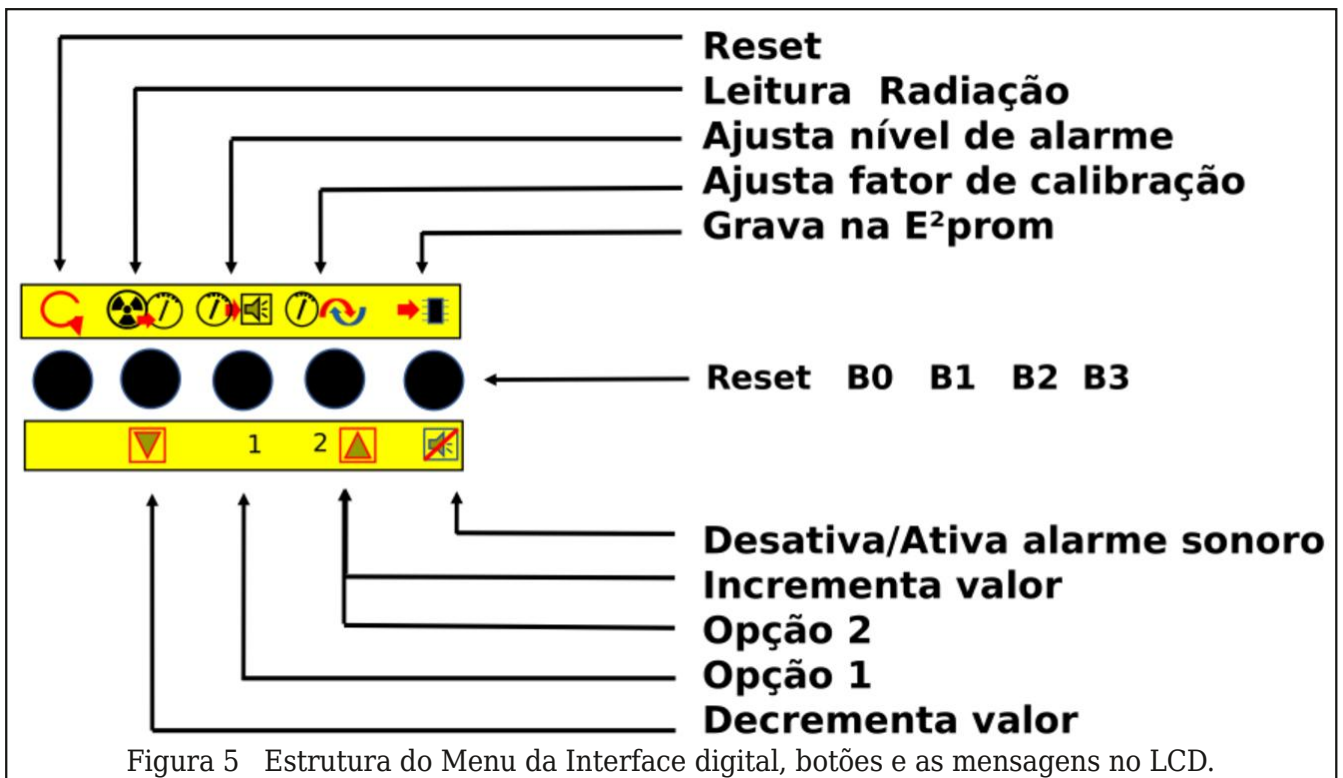 Reset
Leitura Radiação
Ajusta nível de alarme
Ajusta fator de calibração
Grava na E²prom
Reset B0 B1 B2 B3
1 2
Desativa/Ativa alarme sonoro
Incrementa valor
Opção 2
Opção 1
Decrementa valor
Figura 5 Estrutura do Menu da Interface digital, botões e as mensagens no LCD.